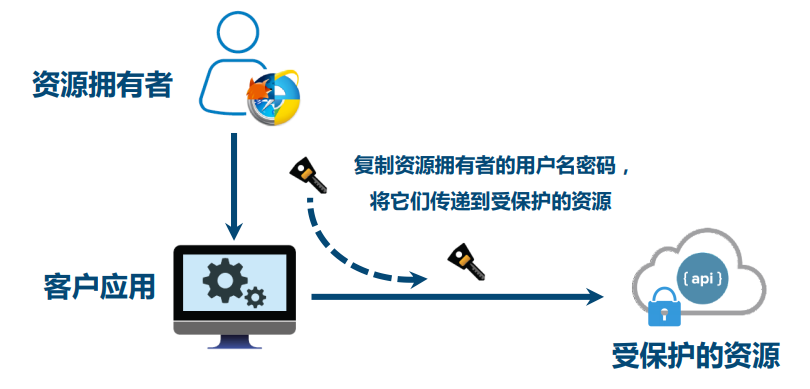 资源拥有者
复制资源拥有者的用户名密码，
将它们传递到受保护的资源
客户应用
{ api }
受保护的资源